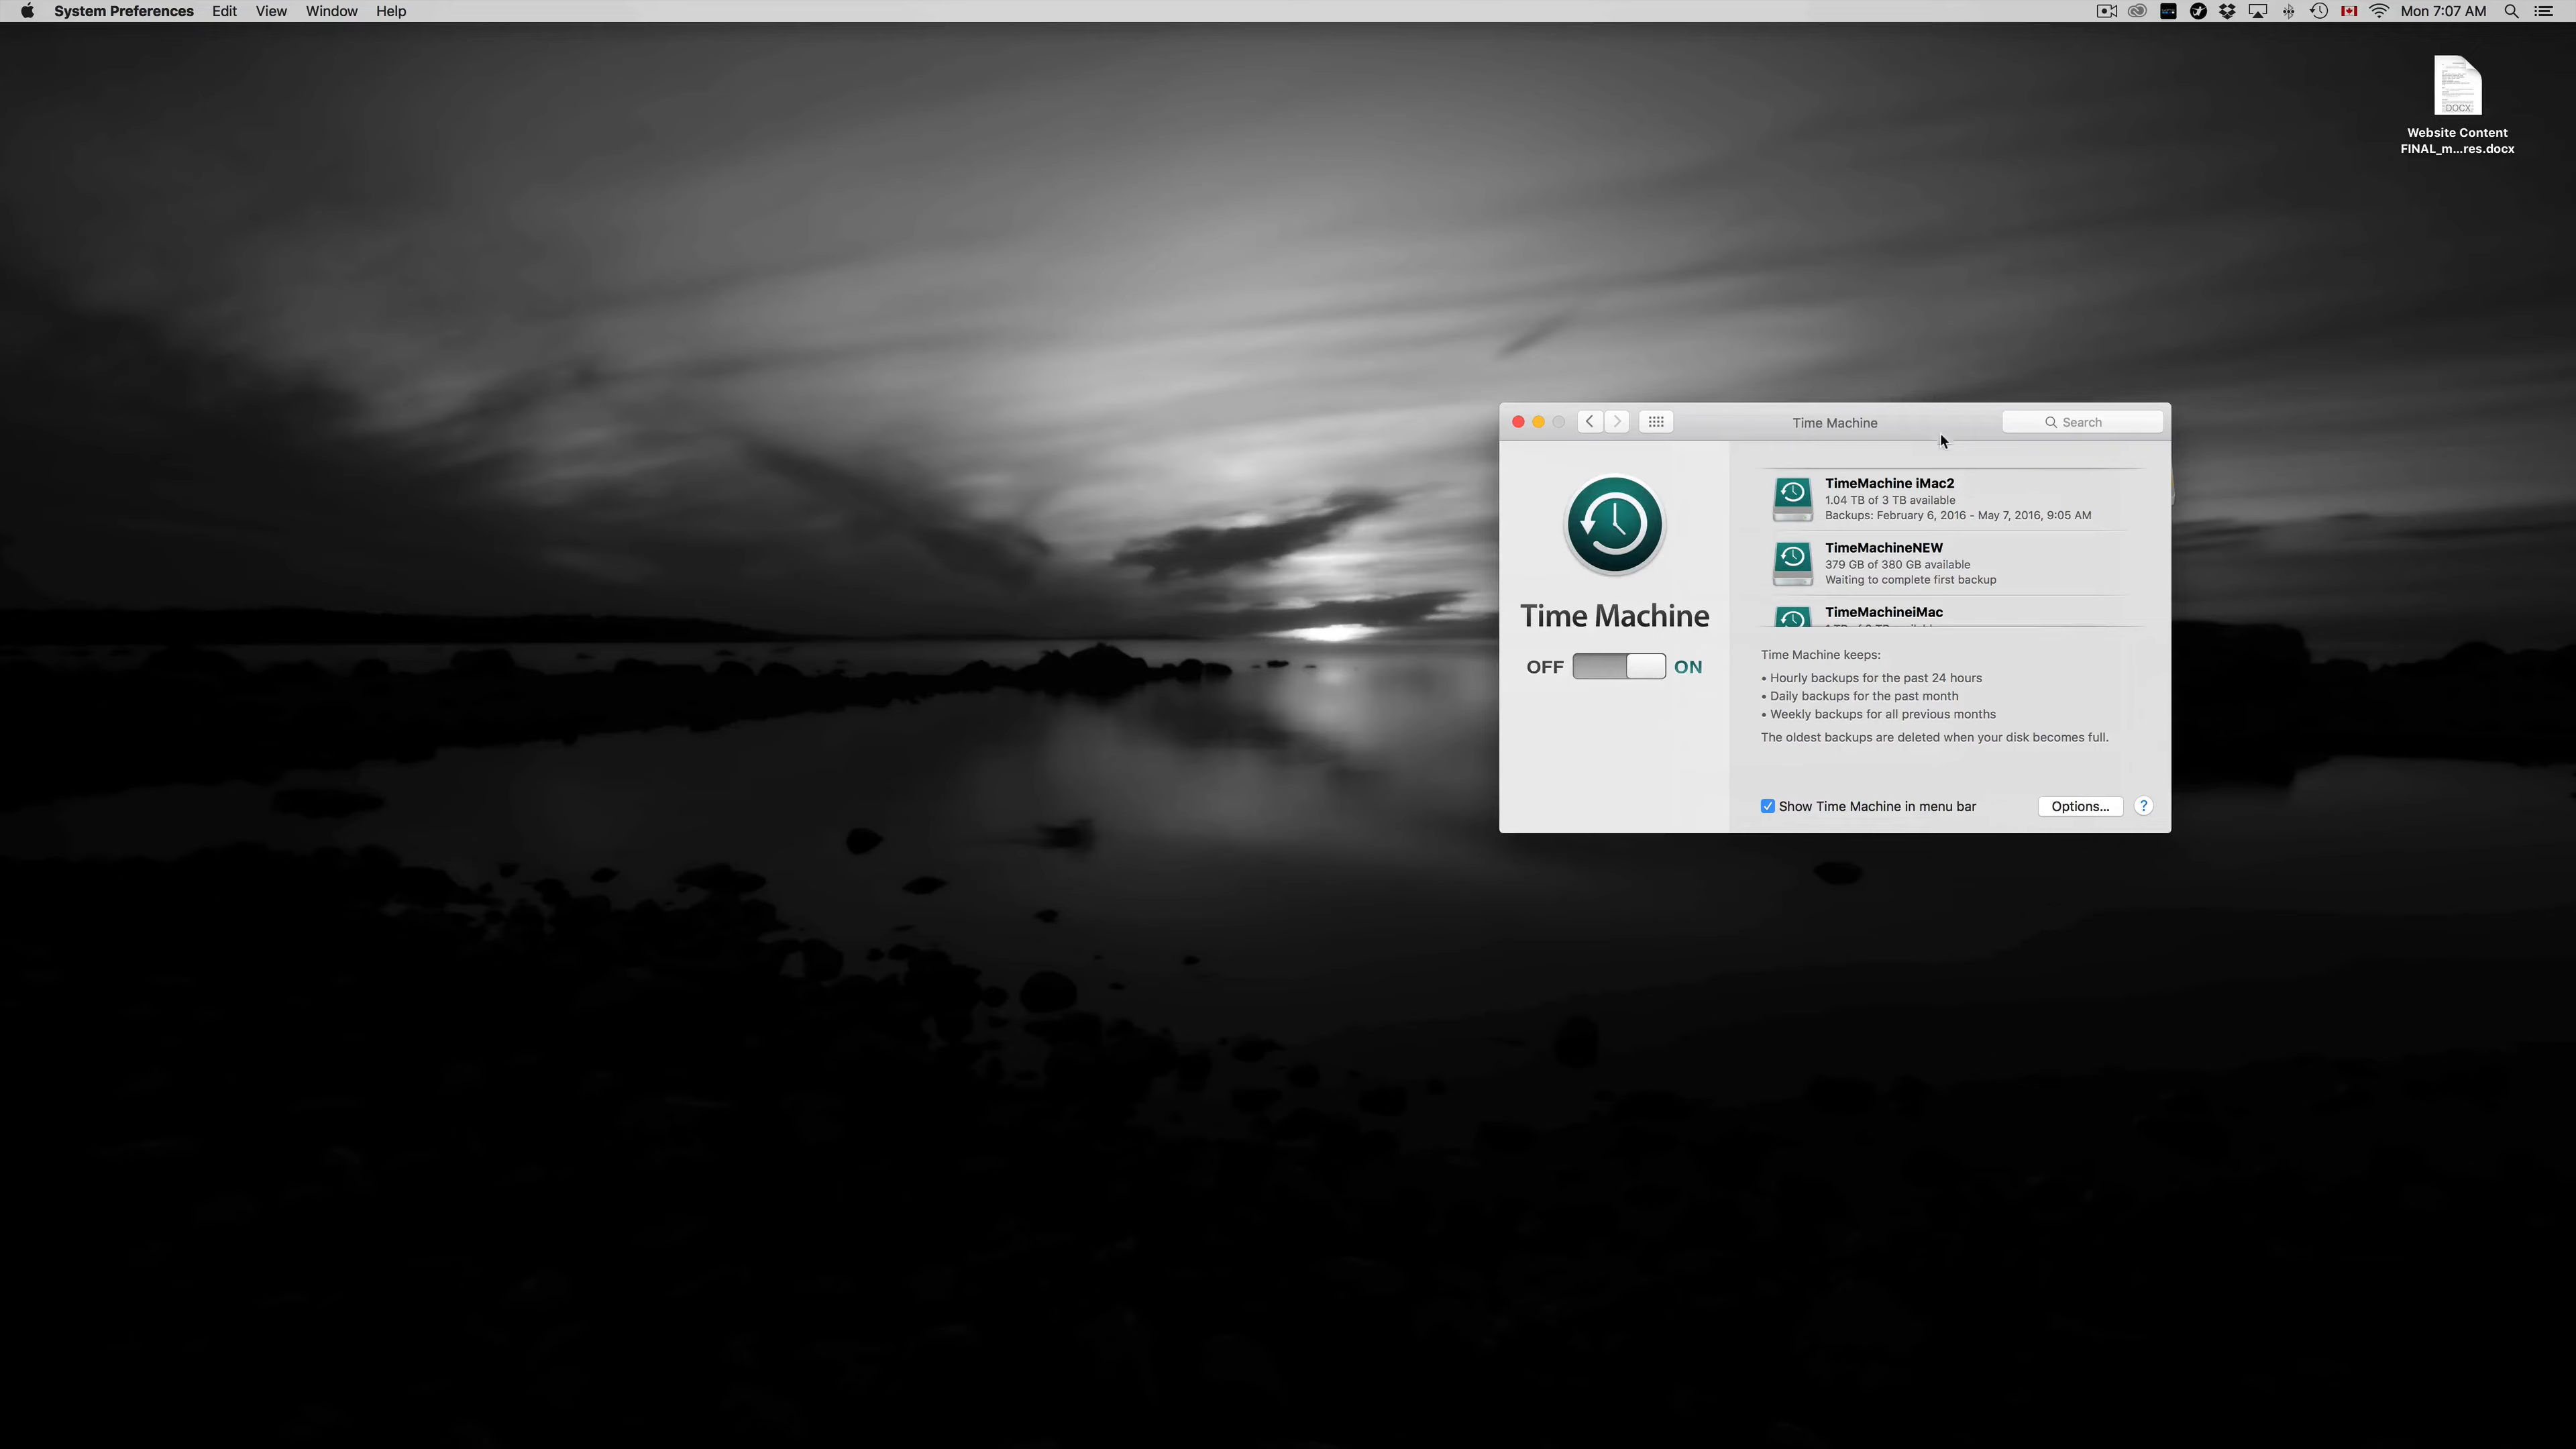 System Preferences Edit View Window Help
Mon 7:07 AM
DOCX
Website Content
FINAL_m...res.docx
Time Machine
Search
Time Machine
OFF ON
TimeMachine iMac2
1.04 TB of 3 TB available
Backups: February 6, 2016 - May 7, 2016, 9:05 AM
TimeMachineNEW
379 GB of 380 GB available
Waiting to complete first backup
TimeMachineiMac
Time Machine keeps:
• Hourly backups for the past 24 hours
• Daily backups for the past month
• Weekly backups for all previous months
The oldest backups are deleted when your disk becomes full.
Show Time Machine in menu bar
Options...
?